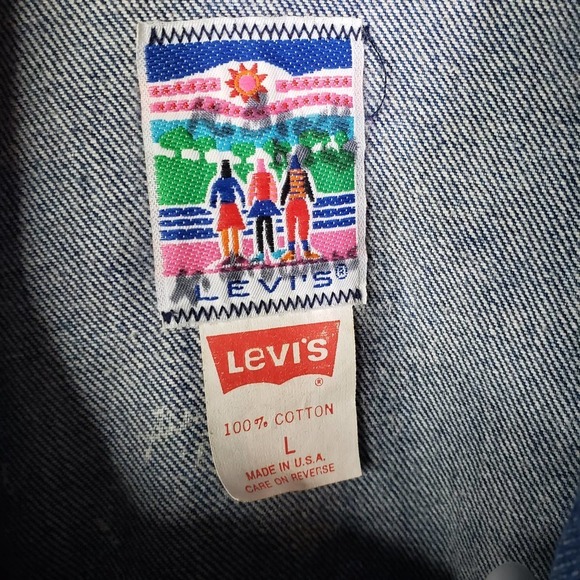 LEVI'S®
LEVI'S
®
100% COTTON
L
MADE IN U.S.A.
CARE ON REVERSE